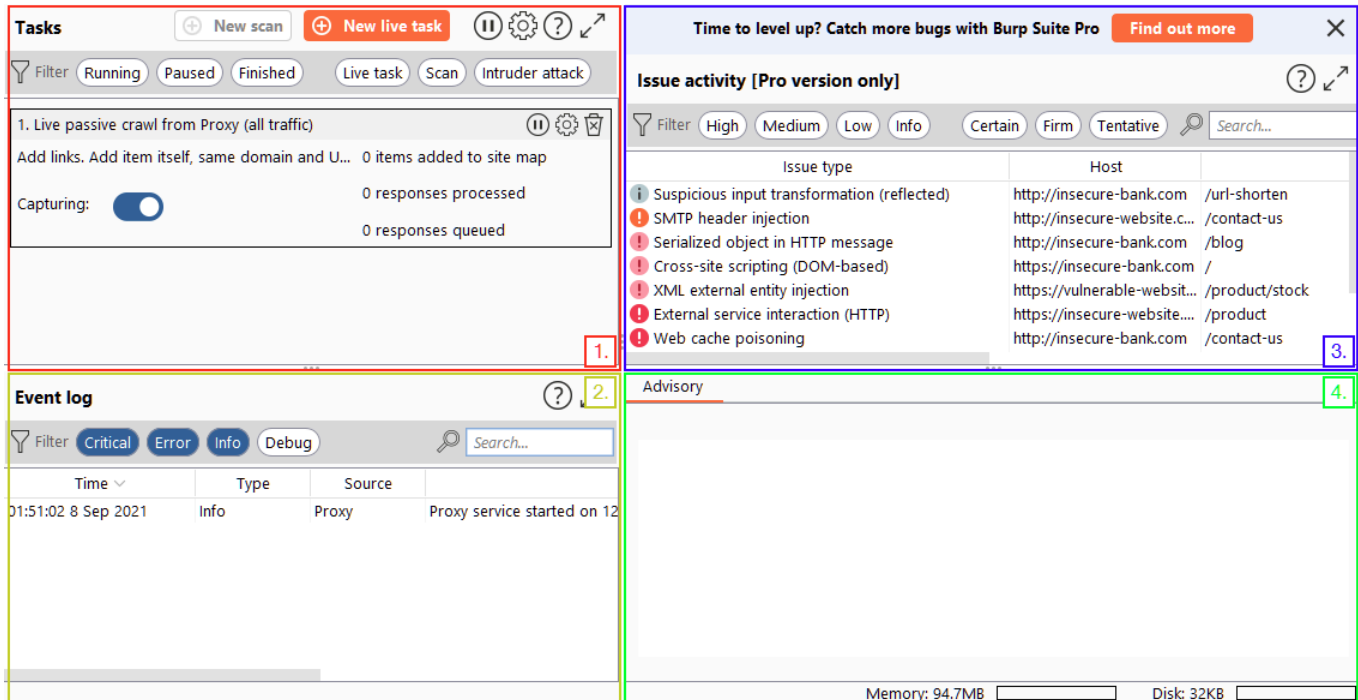 Tasks New scan New live task
Filter Running Paused Finished Live task Scan Intruder attack
1. Live passive crawl from Proxy (all traffic)
Add links. Add item itself, same domain and U... 0 items added to site map
0 responses processed
Capturing:
0 responses queued
1.
Event log 2.
Filter Critical Error Info Debug Search...
Time Type Source
01:51:02 8 Sep 2021 Info Proxy Proxy service started on 12
Time to level up? Catch more bugs with Burp Suite Pro Find out more
Issue activity [Pro version only]
Filter High Medium Low Info Certain Firm Tentative Search...
Issue type Host
Suspicious input transformation (reflected) http://insecure-bank.com /url-shorten
SMTP header injection http://insecure-website.c... /contact-us
Serialized object in HTTP message http://insecure-bank.com /blog
Cross-site scripting (DOM-based) https://insecure-bank.com /
XML external entity injection https://vulnerable-websit... /product/stock
External service interaction (HTTP) https://insecure-website.... /product
Web cache poisoning http://insecure-bank.com /contact-us
3.
Advisory 4.
Memory: 94.7MB Disk: 32KB